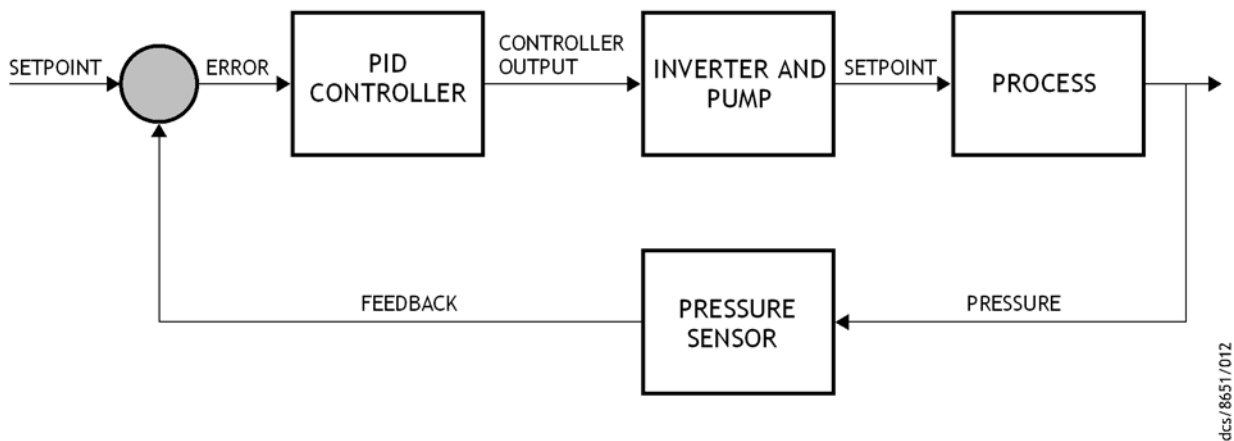 SETPOINT
ERROR
PID
CONTROLLER
CONTROLLER
OUTPUT
INVERTER AND
PUMP
SETPOINT
PROCESS
FEEDBACK
PRESSURE
SENSOR
PRESSURE
dcs/8651/012